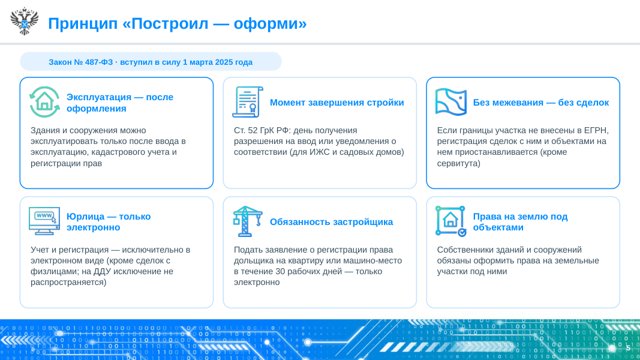 Принцип «Построил — оформи»
Закон № 487-ФЗ · вступил в силу 1 марта 2025 года
Эксплуатация — после
оформления
Здания и сооружения можно
эксплуатировать только после ввода в
эксплуатацию, кадастрового учета и
регистрации прав
Момент завершения стройки
Ст. 52 ГрК РФ: день получения
разрешения на ввод или уведомления о
соответствии (для ИЖС и садовых домов)
Без межевания — без сделок
Если границы участка не внесены в ЕГРН,
регистрация сделок с ним и объектами на
нем приостанавливается (кроме
сервитута)
www
Юрлица — только
электронно
Учет и регистрация — исключительно в
электронном виде (кроме сделок с
физлицами; на ДДУ исключение не
распространяется)
Обязанность застройщика
Подать заявление о регистрации права
дольщика на квартиру или машино-место
в течение 30 рабочих дней — только
электронно
Права на землю под
объектами
Собственники зданий и сооружений
обязаны оформить права на земельные
участки под ними